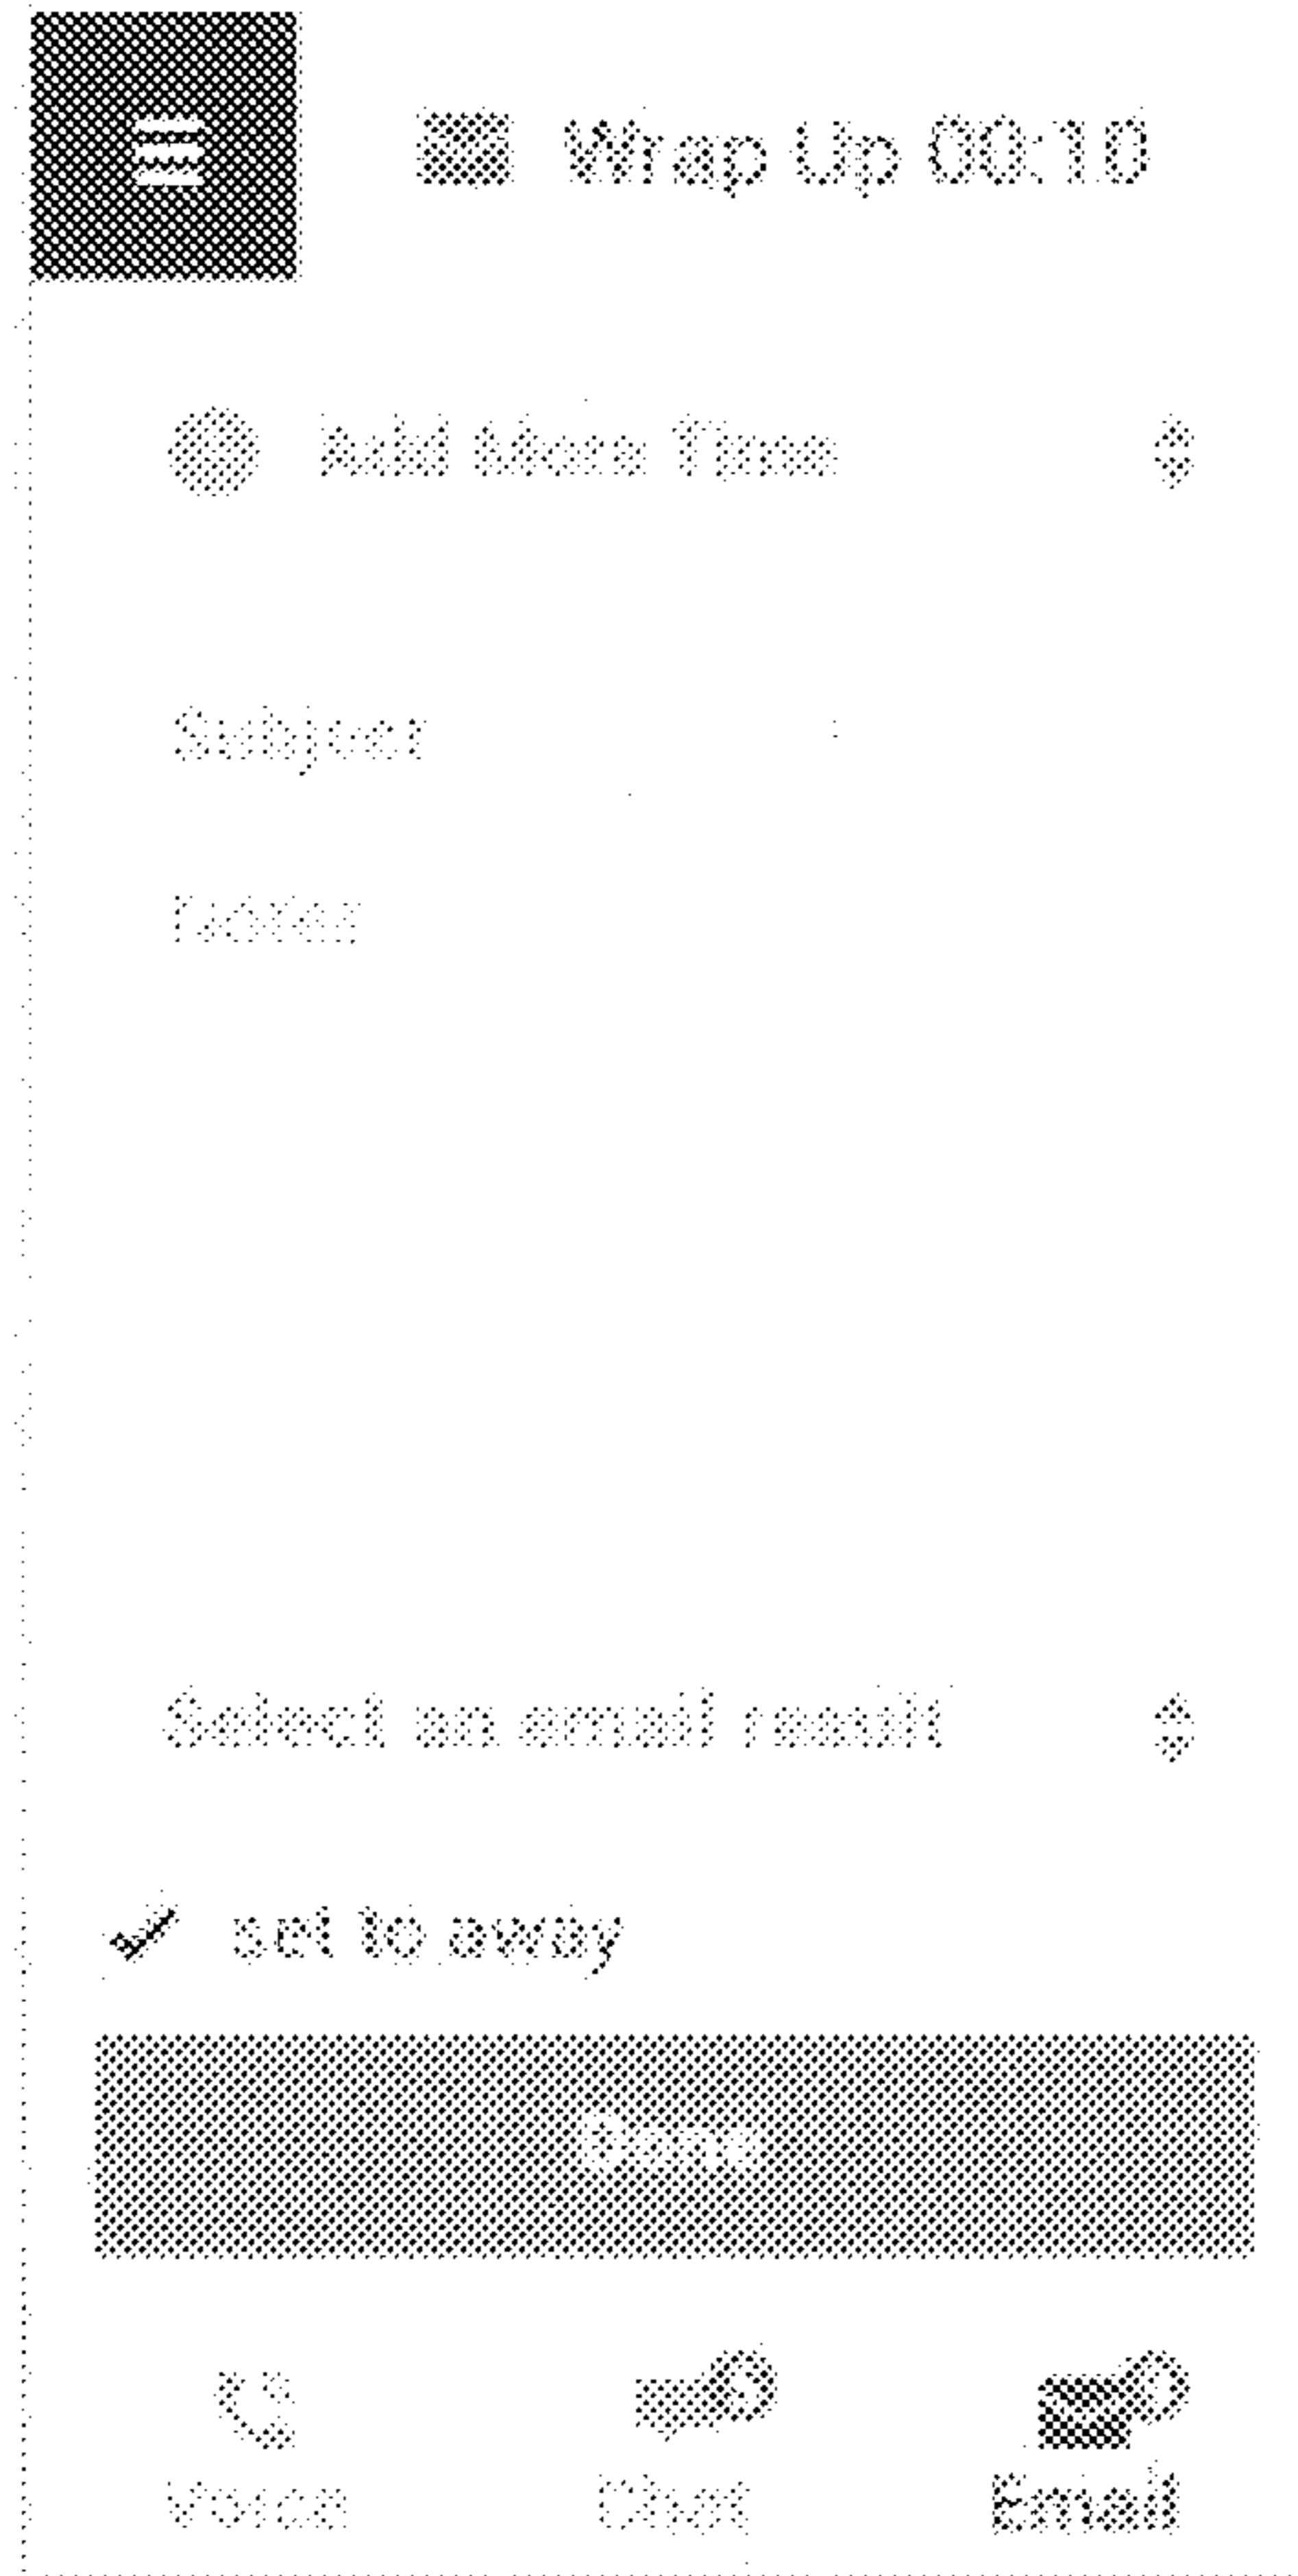 Wrap Up 00:10
Add More Time
Subject
Notes
Select an email result
set to away
Done
Voice
Chat
Email